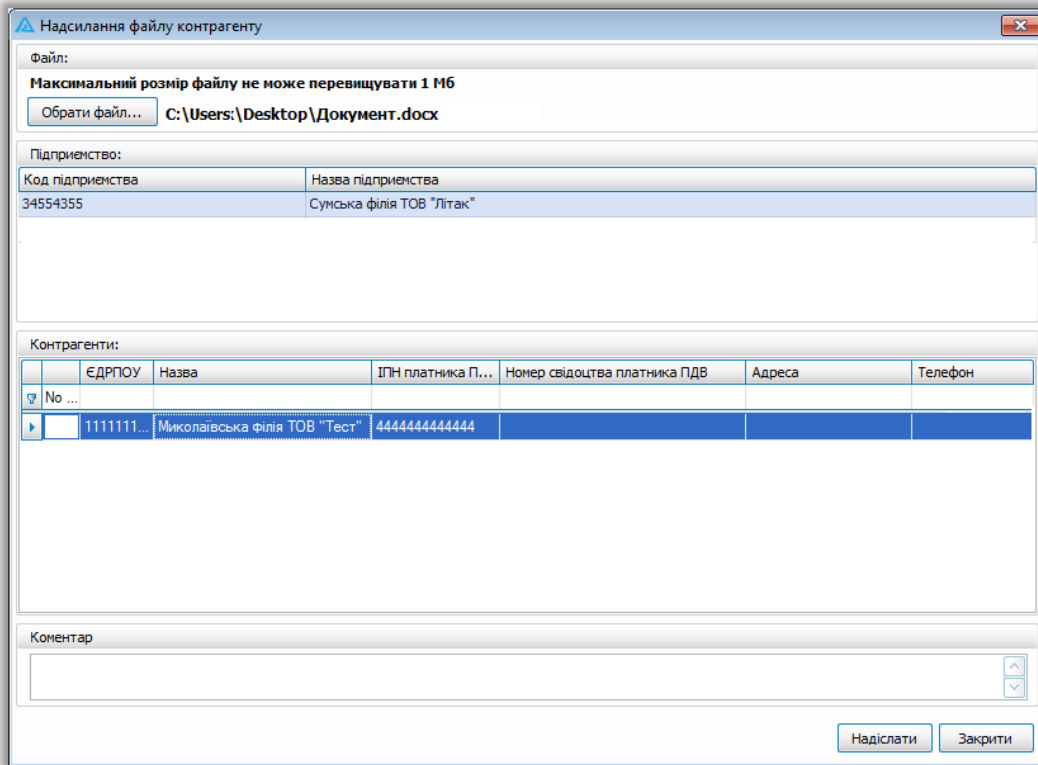 Надсилання файлу контрагенту
Файл:
Максимальний розмір файлу не може перевищувати 1 Мб
Обрати файл... C:\Users:\Desktop\Документ.docx
Підприємство:
Код підприємства Назва підприємства
34554355 Сумська філія ТОВ "Літак"
Контрагенти:
ЄДРПОУ Назва ІПН платника П... Номер свідоцтва платника ПДВ Адреса Телефон
No ...
1111111... Миколаївська філія ТОВ "Тест" 4444444444444
Коментар
Надіслати Закрити